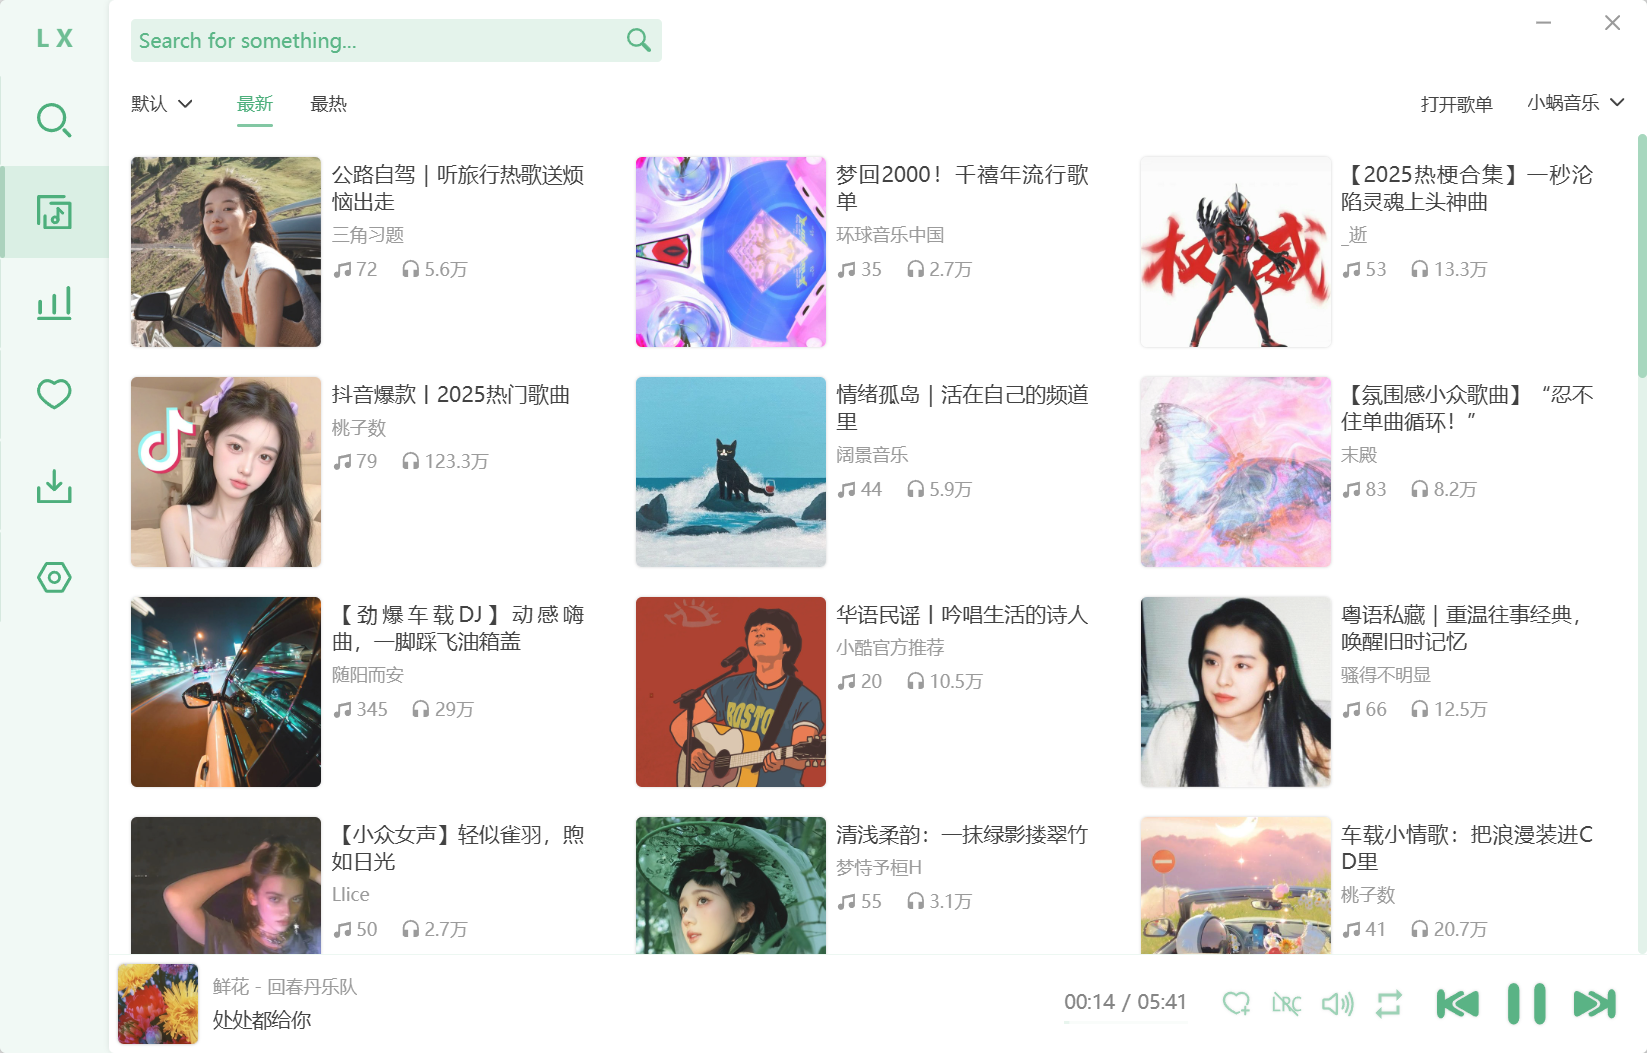 LX
Search for something...
默认
最新
最热
打开歌单
小蜗音乐
公路自驾 | 听旅行热歌送烦
恼出走
三角习题
72
5.6万
梦回2000！千禧年流行歌
单
环球音乐中国
35
2.7万
权威
【2025热梗合集】一秒沦
陷灵魂上头神曲
_逝
53
13.3万
抖音爆款丨2025热门歌曲
桃子数
79
123.3万
情绪孤岛 | 活在自己的频道
里
阔景音乐
44
5.9万
【氛围感小众歌曲】“忍不
住单曲循环！”
末殿
83
8.2万
【劲爆车载DJ】动感嗨
曲，一脚踩飞油箱盖
随阳而安
345
29万
BOSTO
华语民谣丨吟唱生活的诗人
小酷官方推荐
20
10.5万
粤语私藏 | 重温往事经典，
唤醒旧时记忆
骚得不明显
66
12.5万
【小众女声】轻似雀羽，煦
如日光
Llice
50
2.7万
清浅柔韵：一抹绿影搂翠竹
梦恃予桓H
55
3.1万
车载小情歌：把浪漫装进C
D里
桃子数
41
20.7万
鲜花 - 回春丹乐队
处处都给你
00:14 / 05:41
LRC